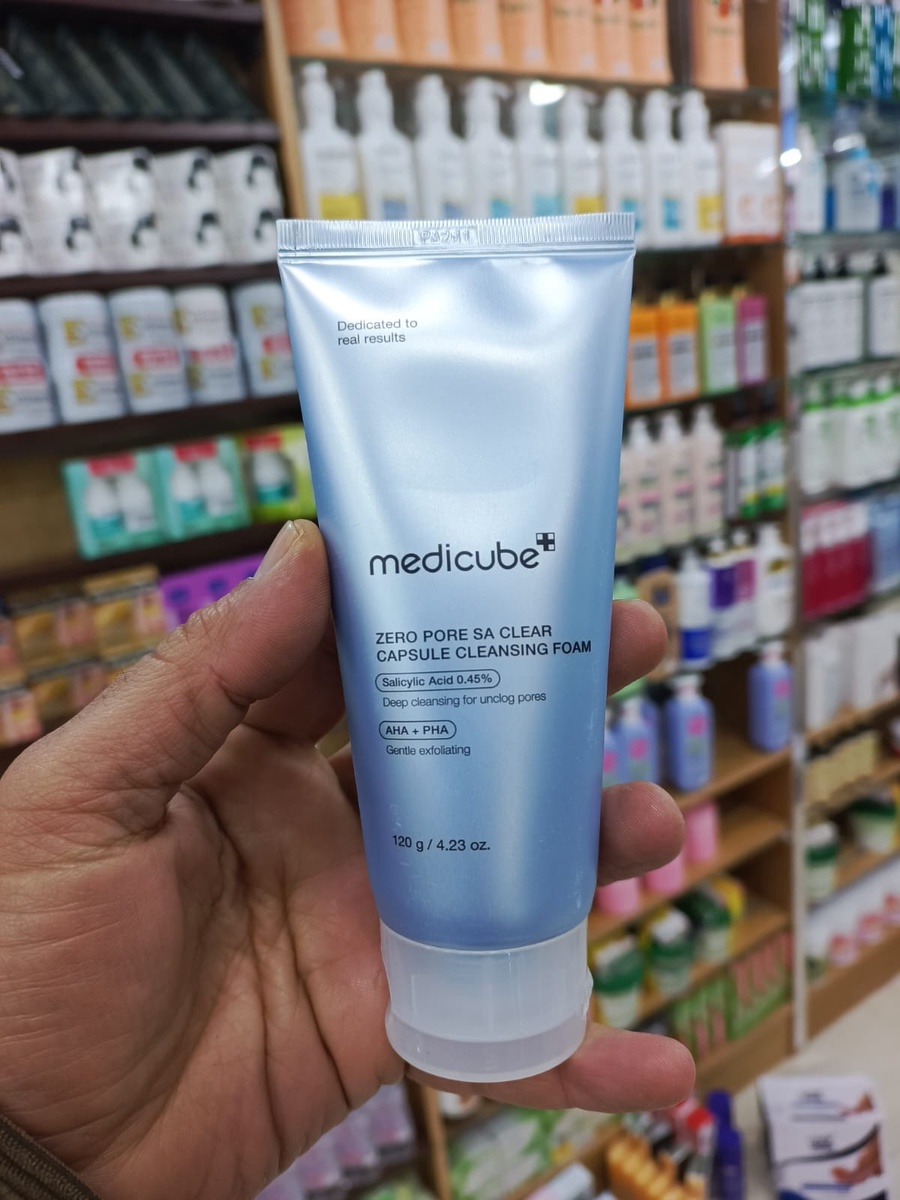 Dedicated to
real results
medicube
ZERO PORE SA CLEAR
CAPSULE CLEANSING FOAM
Salicylic Acid 0.45%
Deep cleansing for unclog pores
AHA + PHA
Gentle exfoliating
120 g / 4.23 oz.